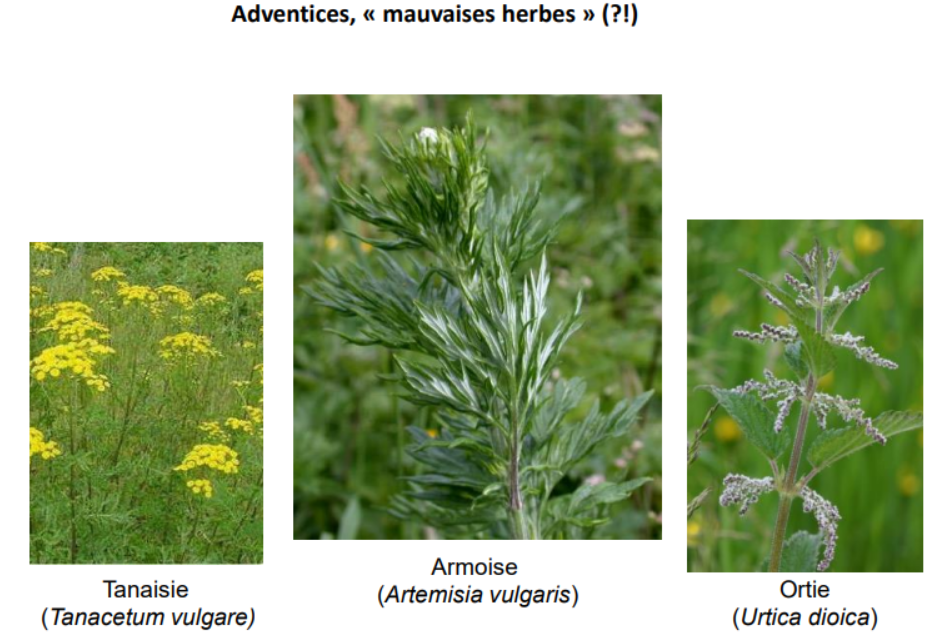 Adventices, « mauvaises herbes » (?!)
Tanaisie
(Tanacetum vulgare)
Armoise
(Artemisia vulgaris)
Ortie
(Urtica dioica)